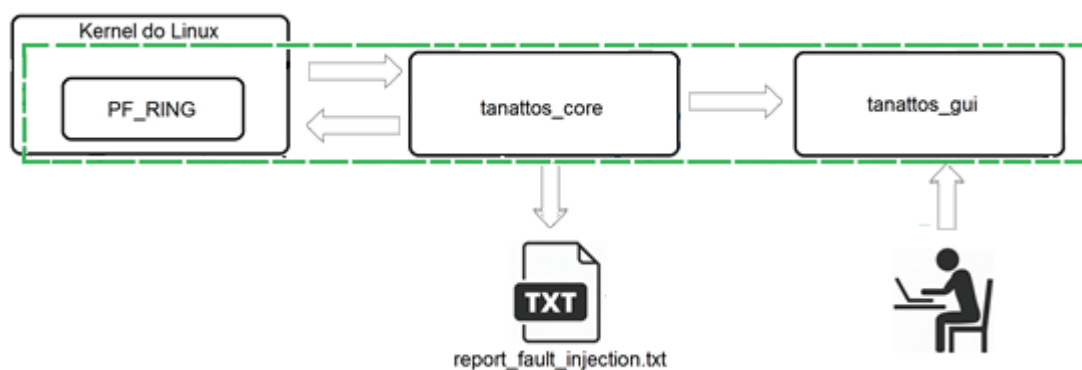 Kernel do Linux
PF_RING
tanattos_core
tanattos_gui
TXT
report_fault_injection.txt